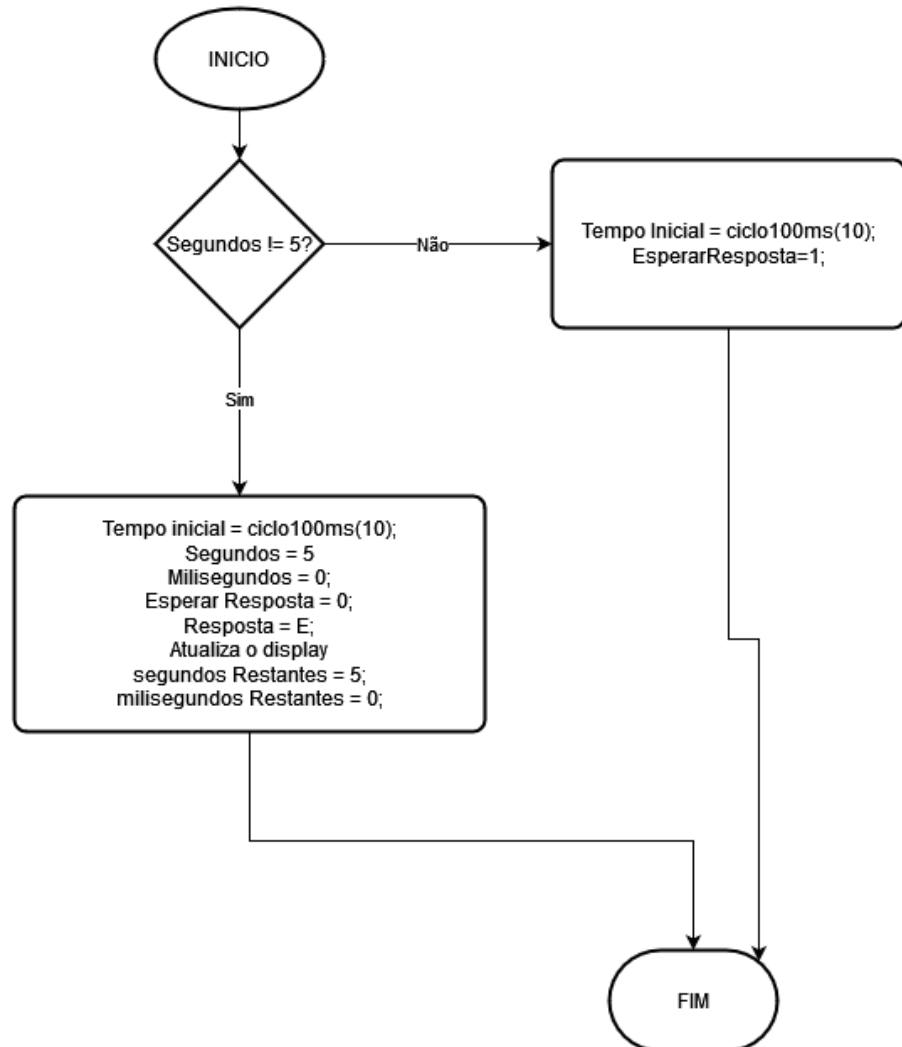 INICIO
Segundos != 5?
Não
Tempo Inicial = ciclo100ms(10);
EsperarResposta=1;
Sim
Tempo inicial = ciclo100ms(10);
Segundos = 5
Milisegundos = 0;
Esperar Resposta = 0;
Resposta = E;
Atualiza o display
segundos Restantes = 5;
milisegundos Restantes = 0;
FIM